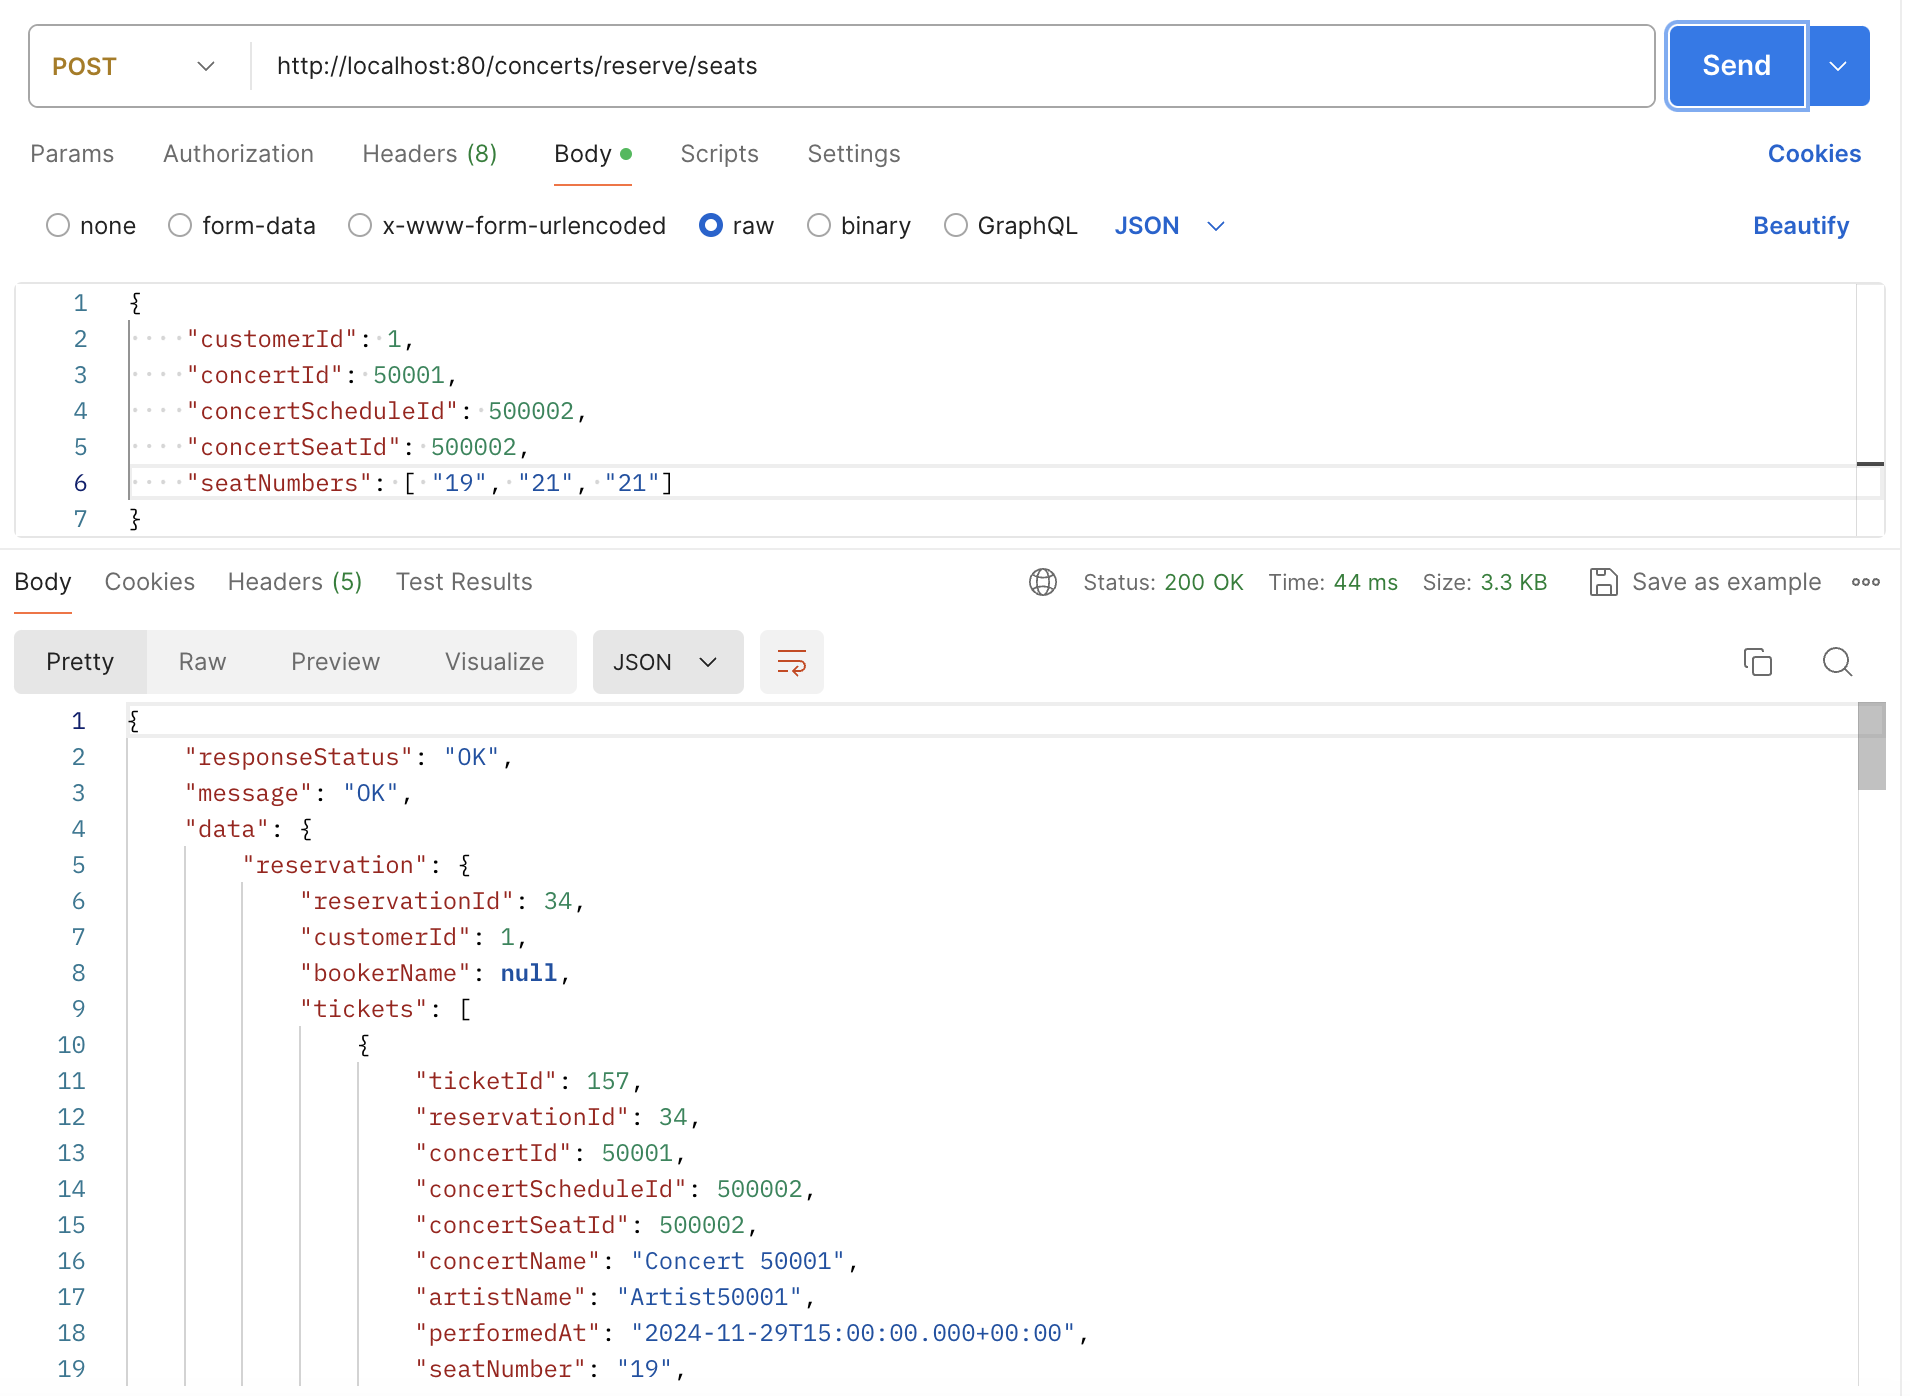 POST http://localhost:80/concerts/reserve/seats Send
Params Authorization Headers (8) Body Scripts Settings Cookies
none form-data x-www-form-urlencoded raw binary GraphQL JSON Beautify
1 {
2 "customerId": 1,
3 "concertId": 50001,
4 "concertScheduleId": 500002,
5 "concertSeatId": 500002,
6 "seatNumbers": [ "19", "21", "21"]
7 }
Body Cookies Headers (5) Test Results Status: 200 OK Time: 44 ms Size: 3.3 KB Save as example
Pretty Raw Preview Visualize JSON
1 {
2 "responseStatus": "OK",
3 "message": "OK",
4 "data": {
5 "reservation": {
6 "reservationId": 34,
7 "customerId": 1,
8 "bookerName": null,
9 "tickets": [
10 {
11 "ticketId": 157,
12 "reservationId": 34,
13 "concertId": 50001,
14 "concertScheduleId": 500002,
15 "concertSeatId": 500002,
16 "concertName": "Concert 50001",
17 "artistName": "Artist50001",
18 "performedAt": "2024-11-29T15:00:00.000+00:00",
19 "seatNumber": "19",